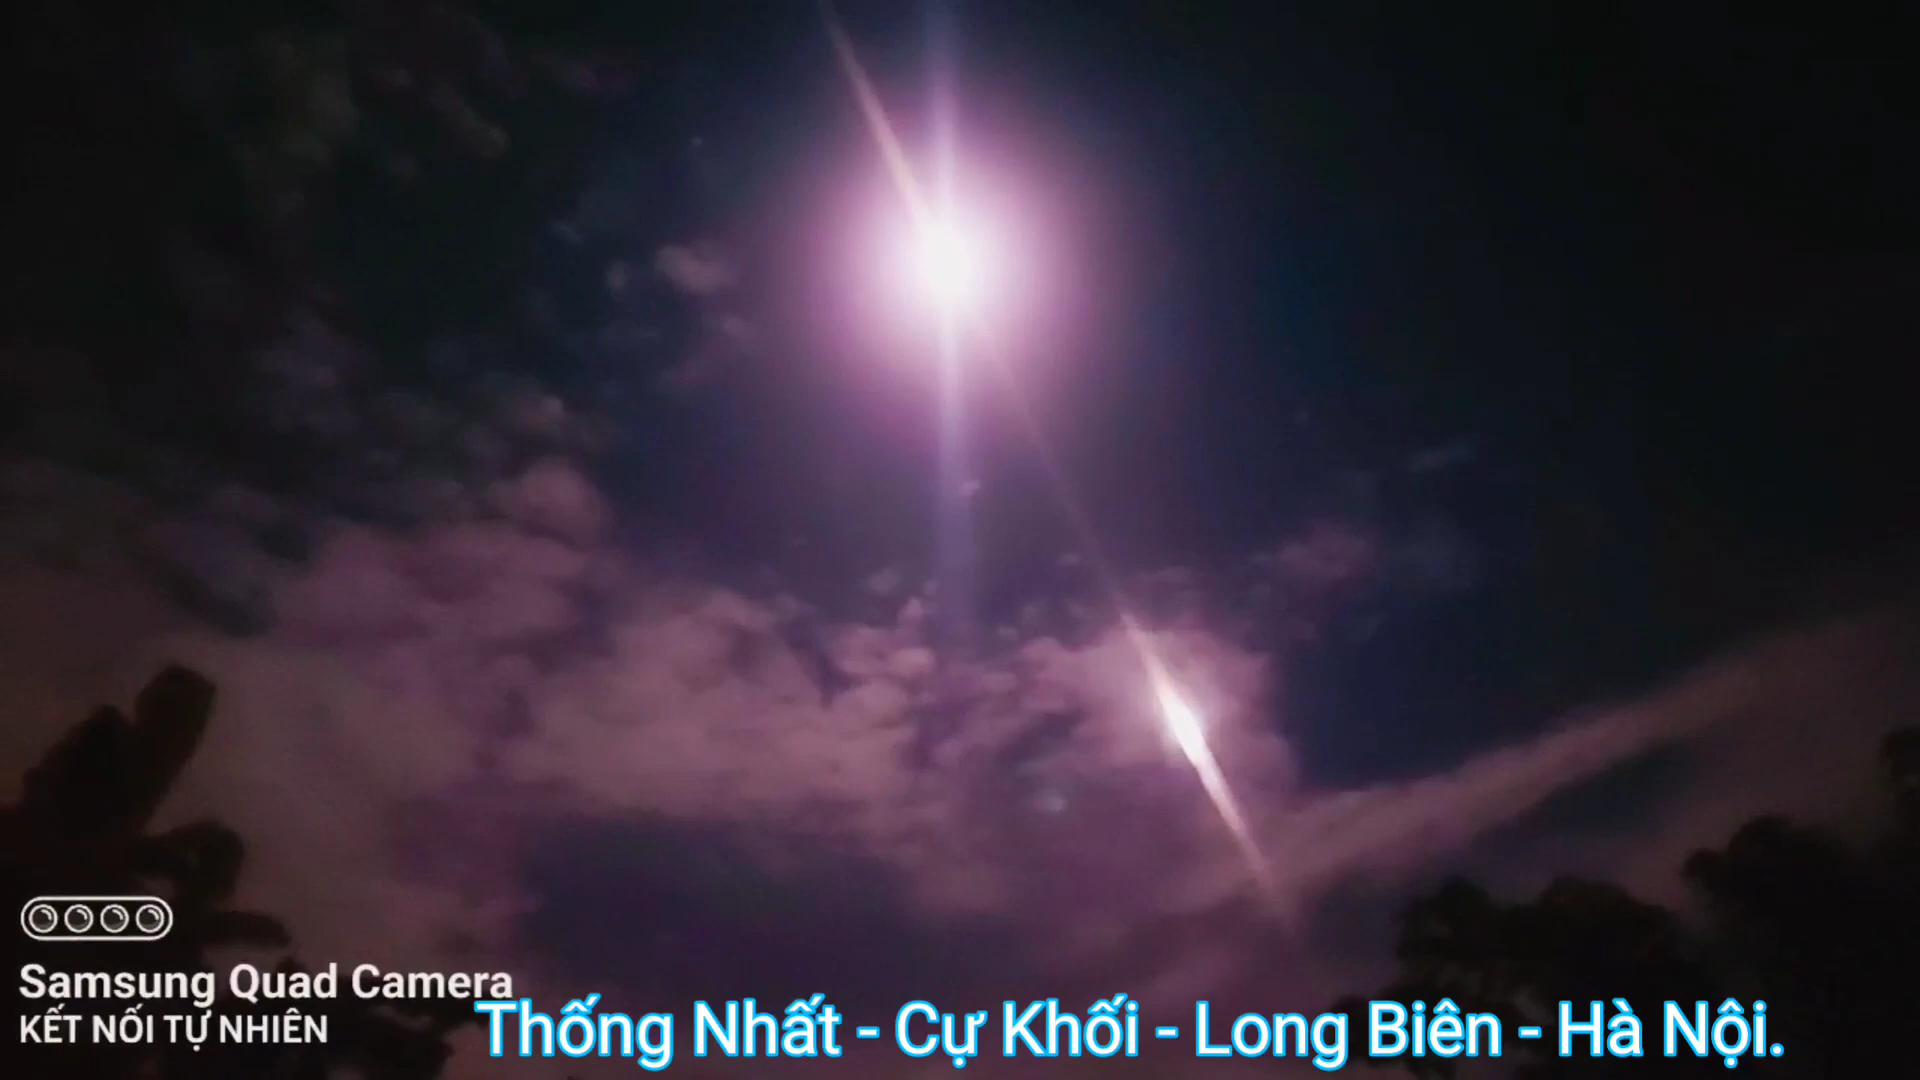 Samsung Quad Camera
KẾT NỐI TỰ NHIÊN
Thống Nhất - Cự Khối - Long Biên - Hà Nội.